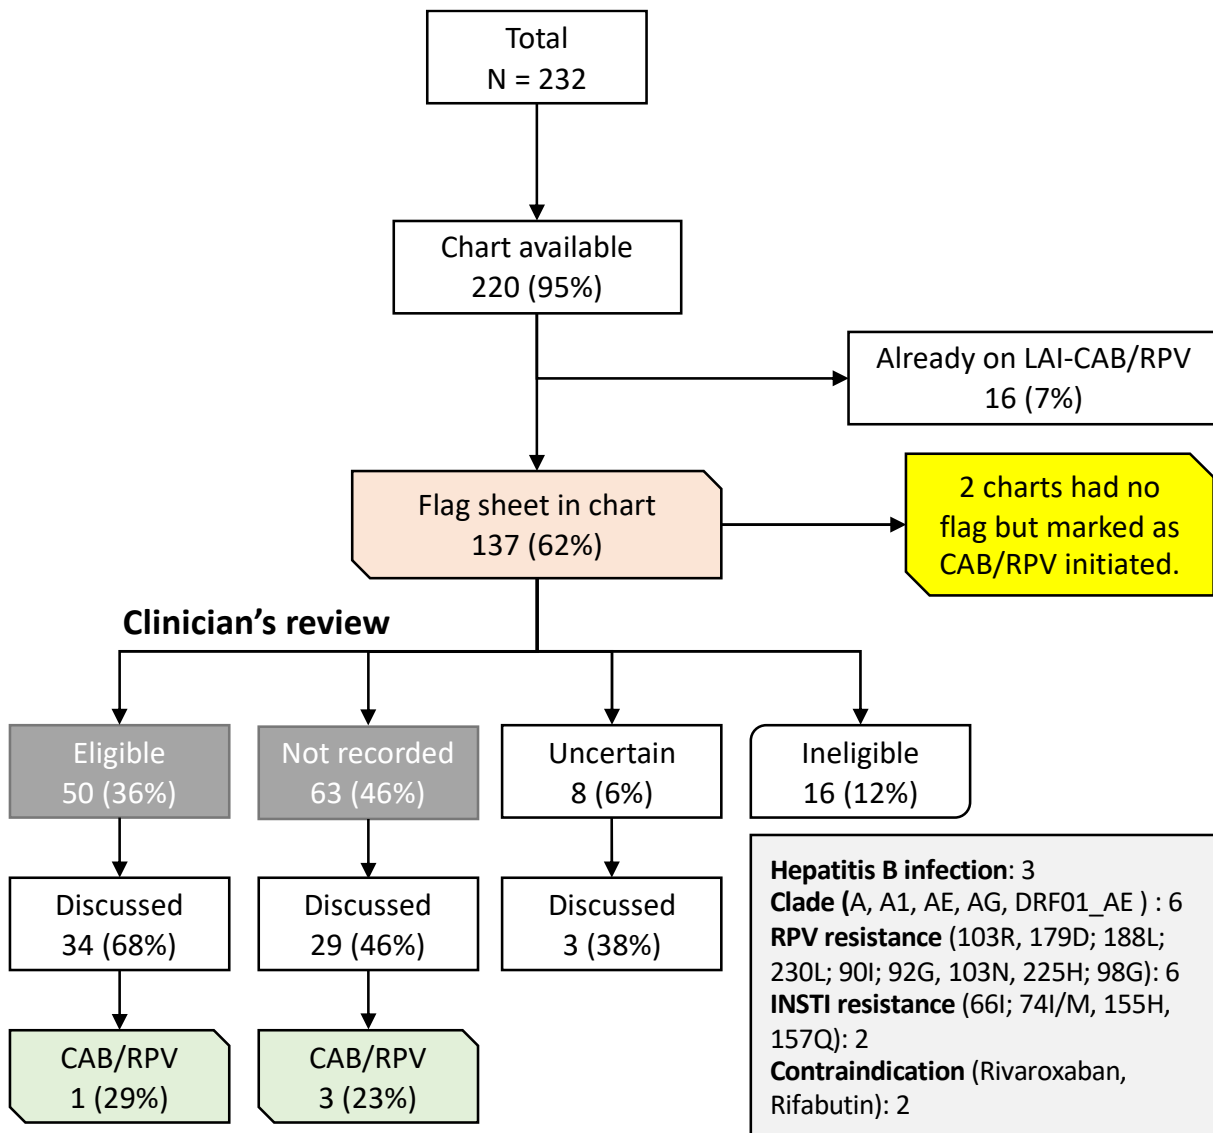 Total
N = 232
Chart available
220 (95%)
Already on LAI-CAB/RPV
16 (7%)
Flag sheet in chart
137 (62%)
2 charts had no
flag but marked as
CAB/RPV initiated.
Clinician’s review
Eligible
50 (36%)
Not recorded
63 (46%)
Uncertain
8 (6%)
Ineligible
16 (12%)
Discussed
34 (68%)
Discussed
29 (46%)
Discussed
3 (38%)
CAB/RPV
1 (29%)
CAB/RPV
3 (23%)
Hepatitis B infection: 3
Clade (A, A1, AE, AG, DRF01_AE ) : 6
RPV resistance (103R, 179D; 188L;
230L; 90I; 92G, 103N, 225H; 98G): 6
INSTI resistance (66I; 74I/M, 155H,
157Q): 2
Contraindication (Rivaroxaban,
Rifabutin): 2